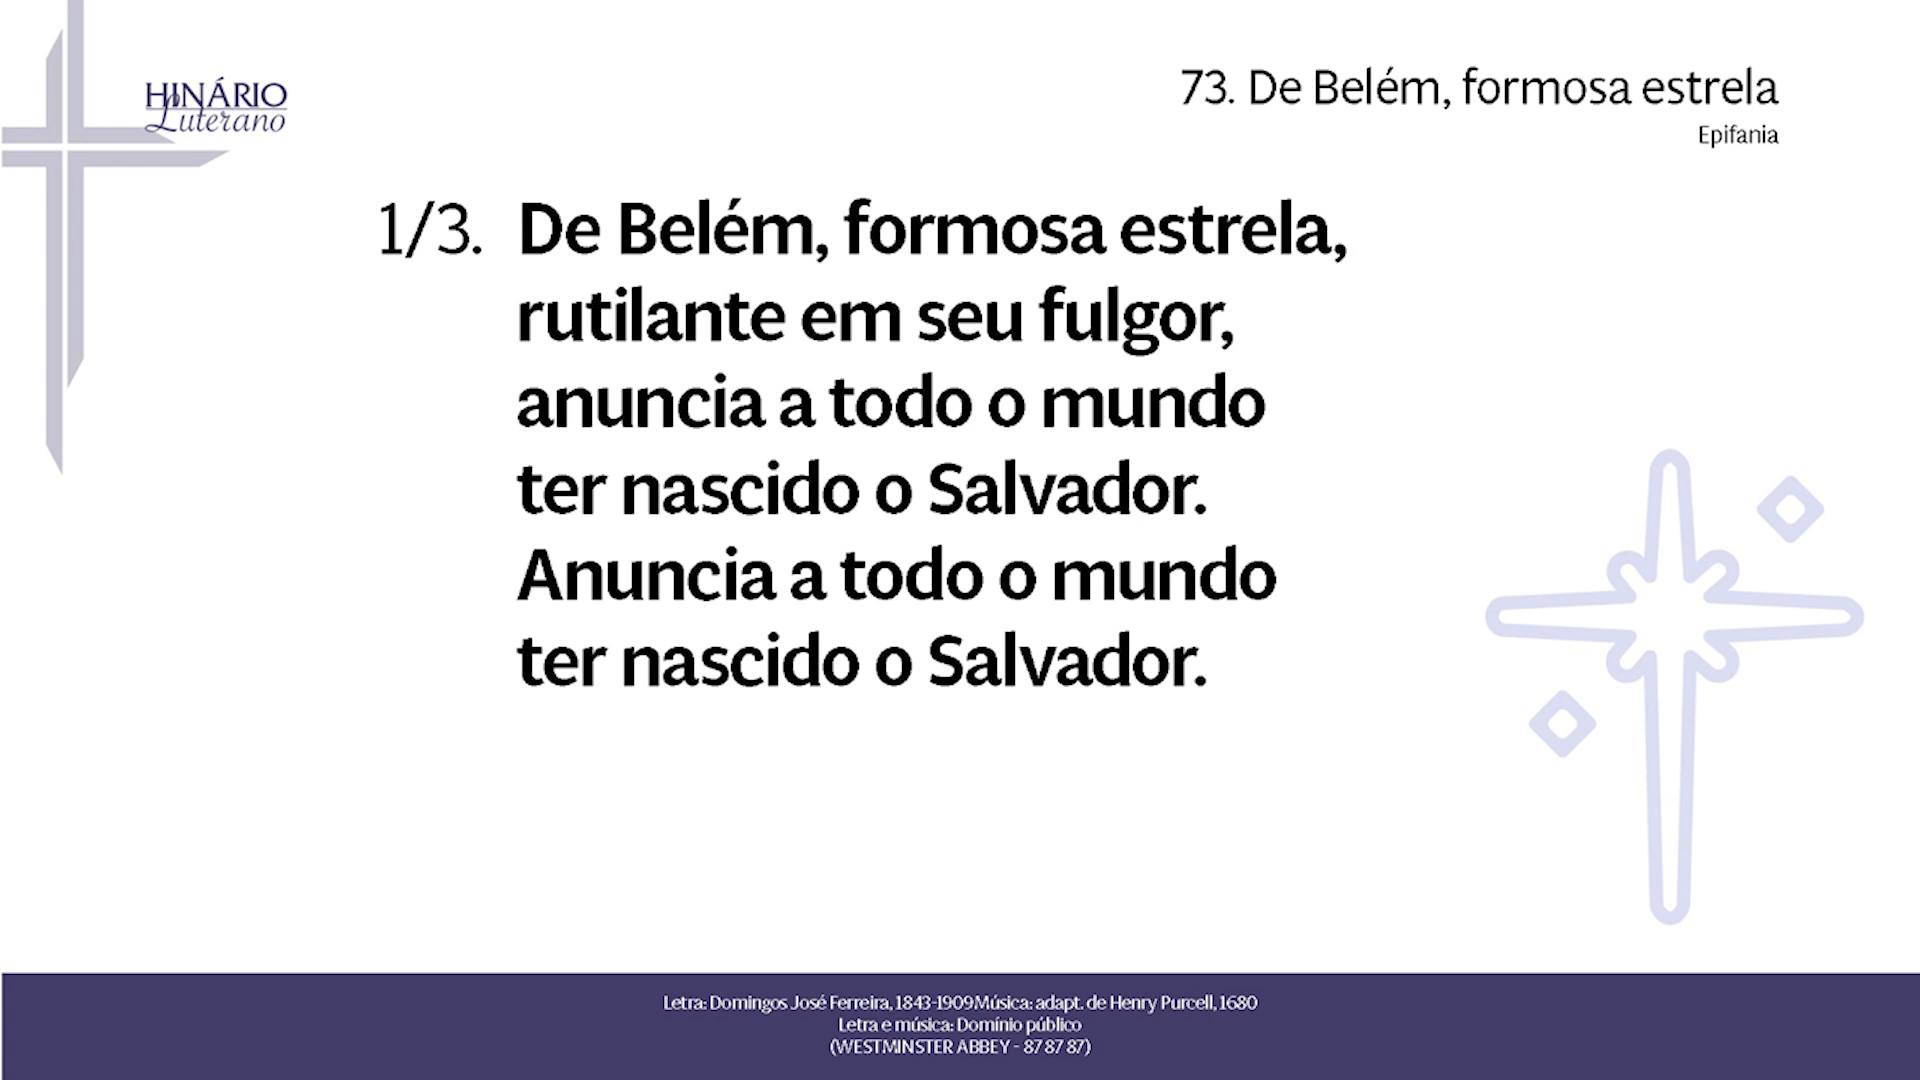 HINÁRIO
Luterano
73. De Belém, formosa estrela
Epifania
1/3. De Belém, formosa estrela,
rutilante em seu fulgor,
anuncia a todo o mundo
ter nascido o Salvador.
Anuncia a todo o mundo
ter nascido o Salvador.
Letra: Domingos José Ferreira, 1843-1909Música: adapt. de Henry Purcell, 1680
Letra e música: Domínio público
(WESTMINSTER ABBEY - 87 87 87)